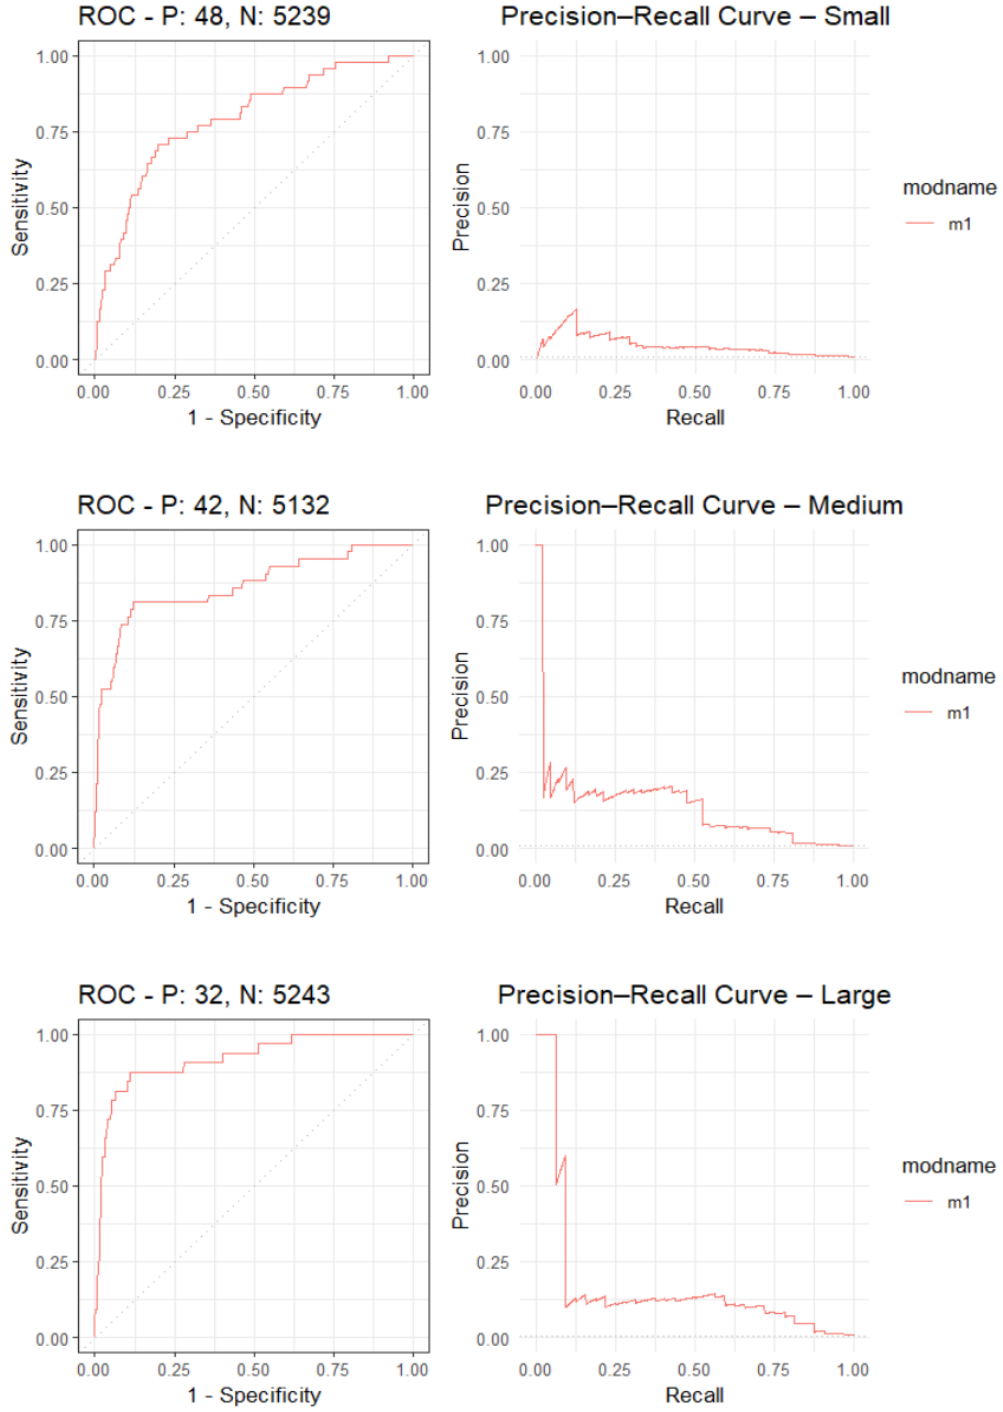 ROC - P: 48, N: 5239
Precision–Recall Curve – Small
1.00
0.75
0.50
0.25
0.00
Sensitivity
0.00 0.25 0.50 0.75 1.00
1 - Specificity
1.00
0.75
0.50
0.25
0.00
Precision
0.00 0.25 0.50 0.75 1.00
Recall
modname
m1
ROC - P: 42, N: 5132
Precision–Recall Curve – Medium
1.00
0.75
0.50
0.25
0.00
Sensitivity
0.00 0.25 0.50 0.75 1.00
1 - Specificity
1.00
0.75
0.50
0.25
0.00
Precision
0.00 0.25 0.50 0.75 1.00
Recall
modname
m1
ROC - P: 32, N: 5243
Precision–Recall Curve – Large
1.00
0.75
0.50
0.25
0.00
Sensitivity
0.00 0.25 0.50 0.75 1.00
1 - Specificity
1.00
0.75
0.50
0.25
0.00
Precision
0.00 0.25 0.50 0.75 1.00
Recall
modname
m1